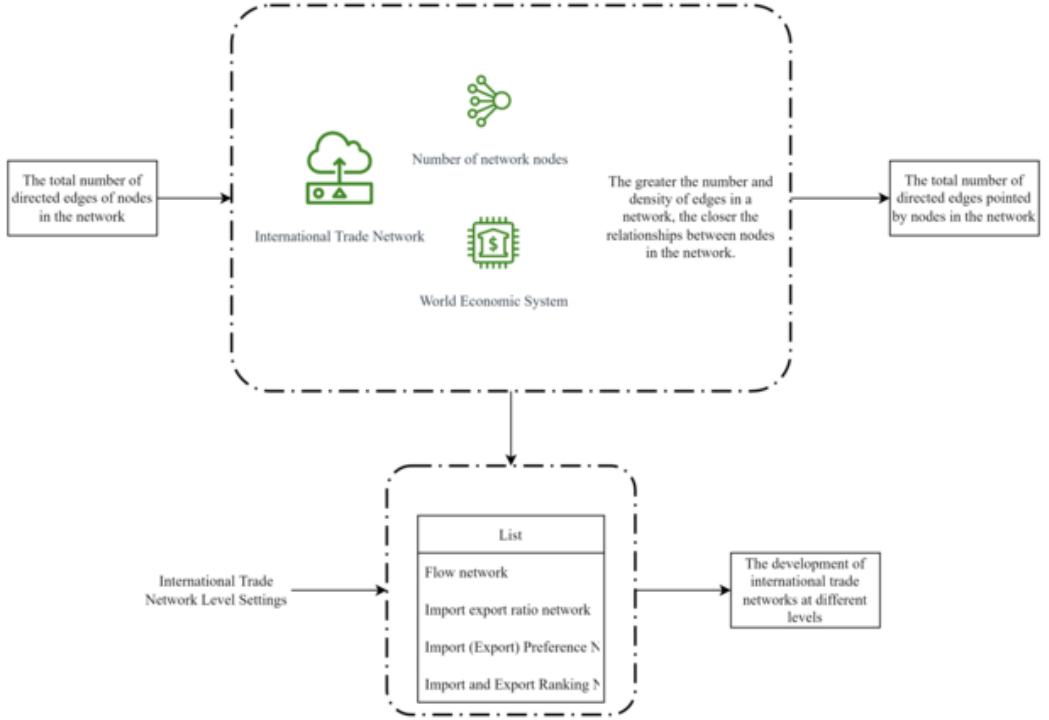 Number of network nodes
The total number of
directed edges of nodes
in the network
International Trade Network
World Economic System
The greater the number and
density of edges in a
network, the closer the
relationships between nodes
in the network.
The total number of
directed edges pointed
by nodes in the network
$
International Trade
Network Level Settings
List
Flow network
Import export ratio network
Import (Export) Preference N
Import and Export Ranking N
The development of
international trade
networks at different
levels